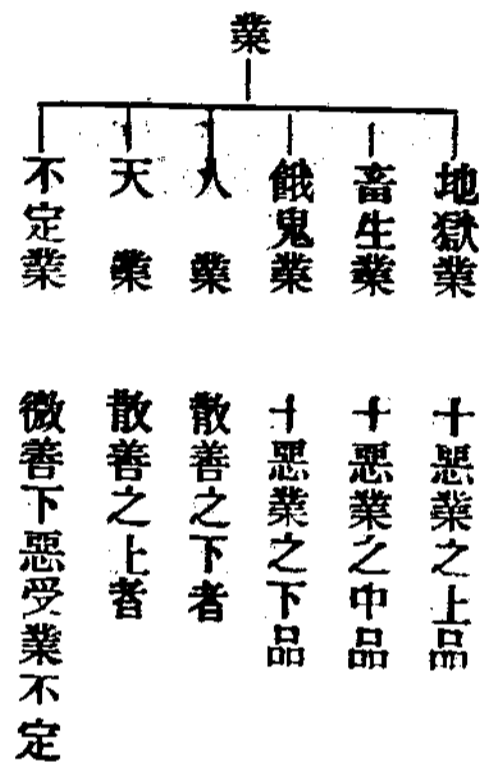 業
地獄業　十惡業之上品
畜生業　十惡業之中品
餓鬼業　十惡業之下品
人業　散善之下者
天業　散善之上者
不定業　微善下惡受業不定